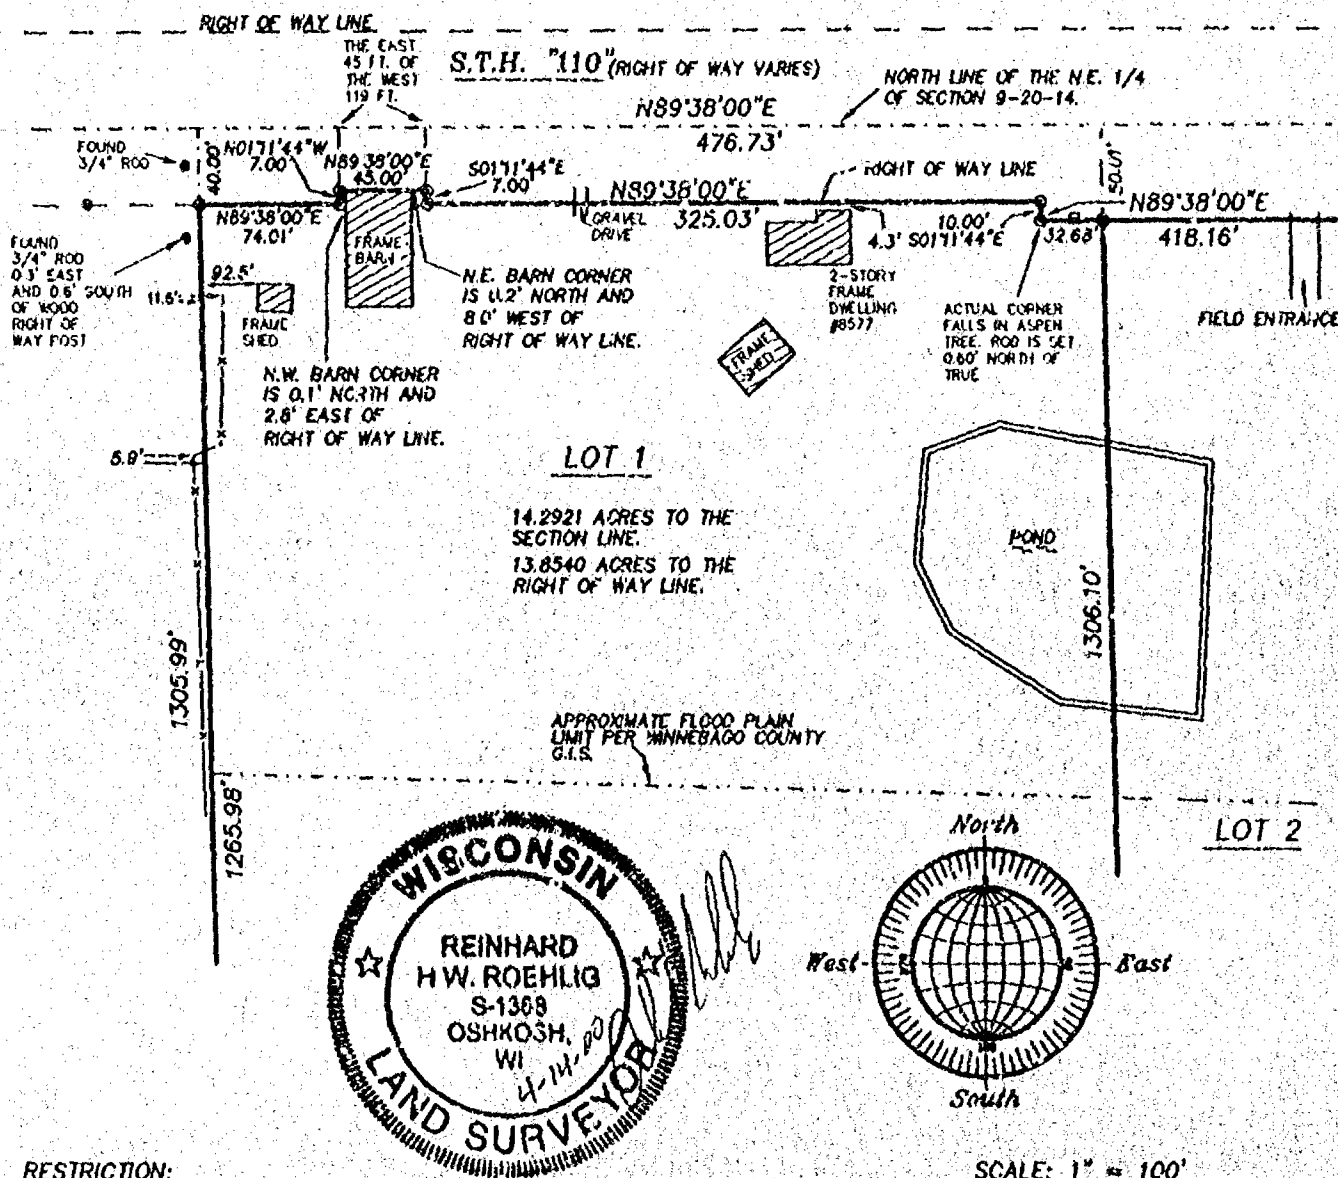 RIGHT OF WAY LINE
THE EAST
45 FT. OF
THE WEST
119 FT.
S.T.H. "110" (RIGHT OF WAY VARIES)
NORTH LINE OF THE N.E. 1/4
OF SECTION 9-20-14.
N89°38'00"E
476.73'
FOUND
3/4" ROD
40.00'
N01°11'44"W
7.00'
N89°38'00"E
45.00'
S01°11'44"E
7.00'
RIGHT OF WAY LINE
50.01'
N89°38'00"E
74.01'
N89°38'00"E
325.03'
GRAVEL
DRIVE
4.3'
10.00'
S01°11'44"E
32.68'
N89°38'00"E
418.16'
FOUND
3/4" ROD
0.3' EAST
AND 0.6' SOUTH
OF WOOD
RIGHT OF
WAY POST
92.5'
11.6'
FRAME
SHED
FRAME
BARN
N.E. BARN CORNER
IS 0.2' NORTH AND
8.0' WEST OF
RIGHT OF WAY LINE.
2-STORY
FRAME
DWELLING
#8577
ACTUAL CORNER
FALLS IN ASPEN
TREE. ROD IS SET
0.60' NORTH OF
TRUE
FIELD ENTRANCE
FRAME
SHED
N.W. BARN CORNER
IS 0.1' NORTH AND
2.8' EAST OF
RIGHT OF WAY LINE.
5.9'
LOT 1
14.2921 ACRES TO THE
SECTION LINE.
13.8540 ACRES TO THE
RIGHT OF WAY LINE.
POND
1306.10'
1305.99'
APPROXIMATE FLOOD PLAIN
LIMIT PER WINNEBAGO COUNTY
G.I.S.
1265.98'
LOT 2
WISCONSIN
REINHARD
H W. ROEHLIG
S-1368
OSHKOSH,
WI
4-14-00
LAND SURVEYOR
North
West
East
South
RESTRICTION:
SCALE: 1" = 100'